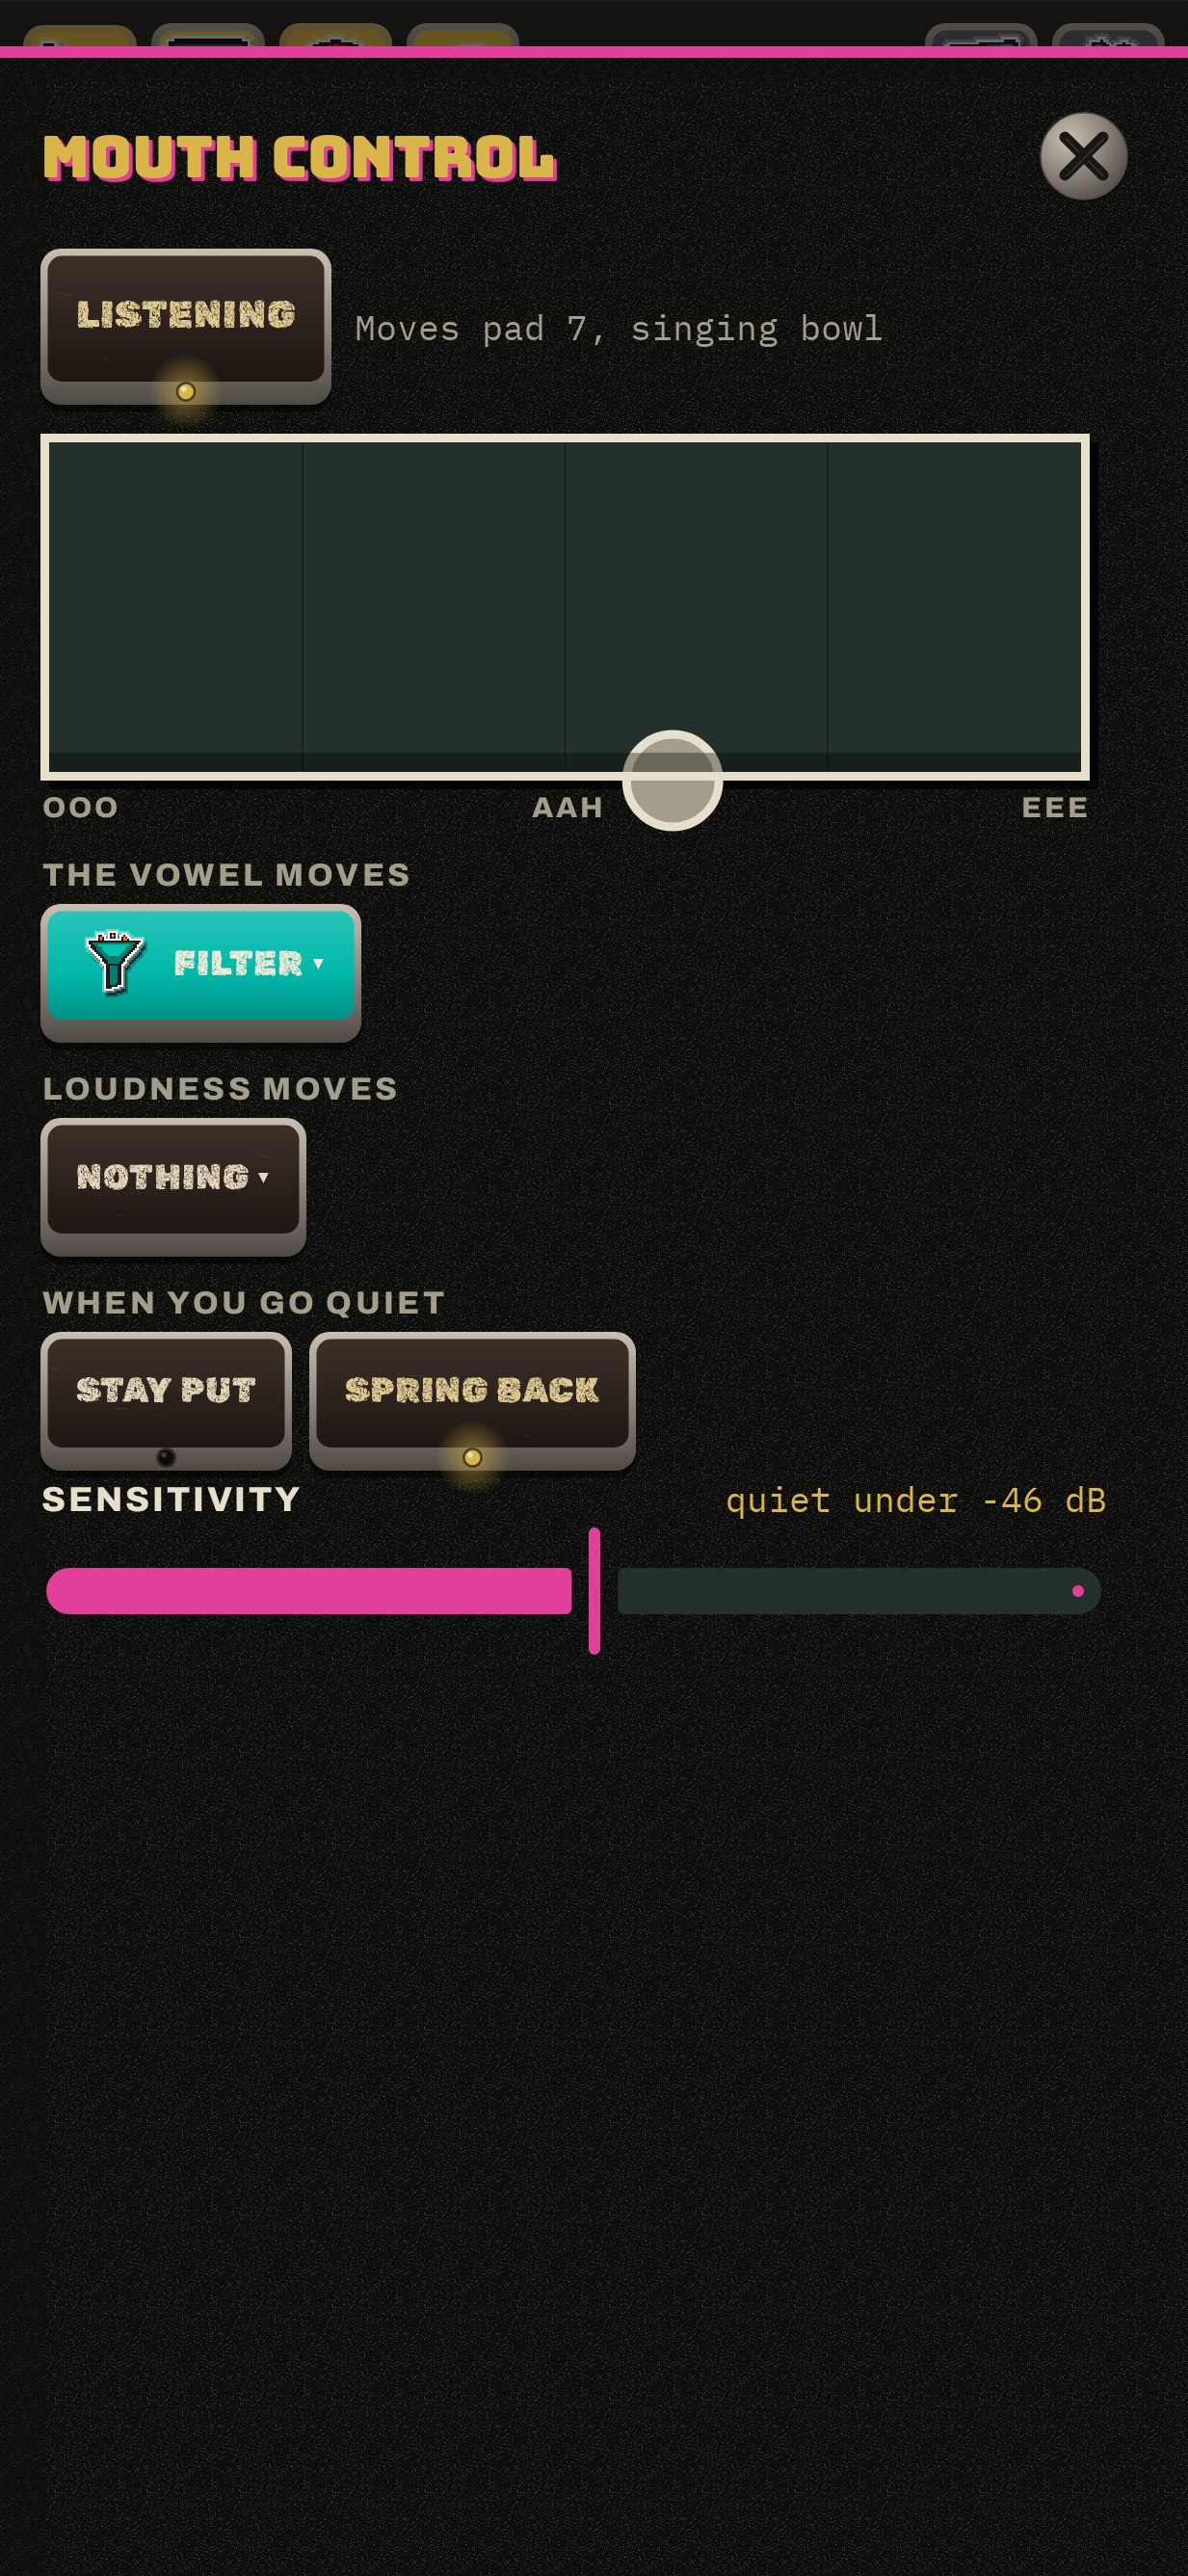 MOUTH CONTROL
LISTENING
Moves pad 7, singing bowl
OOO AAH EEE
THE VOWEL MOVES
FILTER ▾
LOUDNESS MOVES
NOTHING ▾
WHEN YOU GO QUIET
STAY PUT SPRING BACK
SENSITIVITY quiet under -46 dB